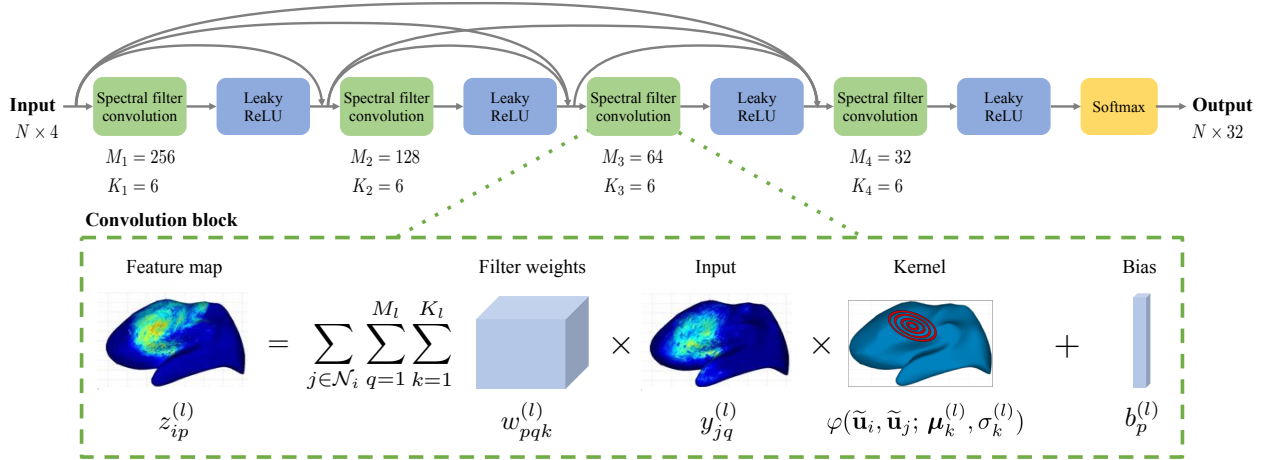 Input
N × 4
Spectral filter
convolution
Leaky
ReLU
Spectral filter
convolution
Leaky
ReLU
Spectral filter
convolution
Leaky
ReLU
Spectral filter
convolution
Leaky
ReLU
Softmax
Output
N × 32
M₁ = 256
K₁ = 6
M₂ = 128
K₂ = 6
M₃ = 64
K₃ = 6
M₄ = 32
K₄ = 6
Convolution block
Feature map
Filter weights
Input
Kernel
Bias
= ∑_{j∈𝒩_i} ∑_{q=1}^{M_l} ∑_{k=1}^{K_l} × × +
z_{ip}^{(l)}
w_{pqk}^{(l)}
y_{jq}^{(l)}
φ(ũ_i, ũ_j; μ_k^{(l)}, σ_k^{(l)})
b_p^{(l)}